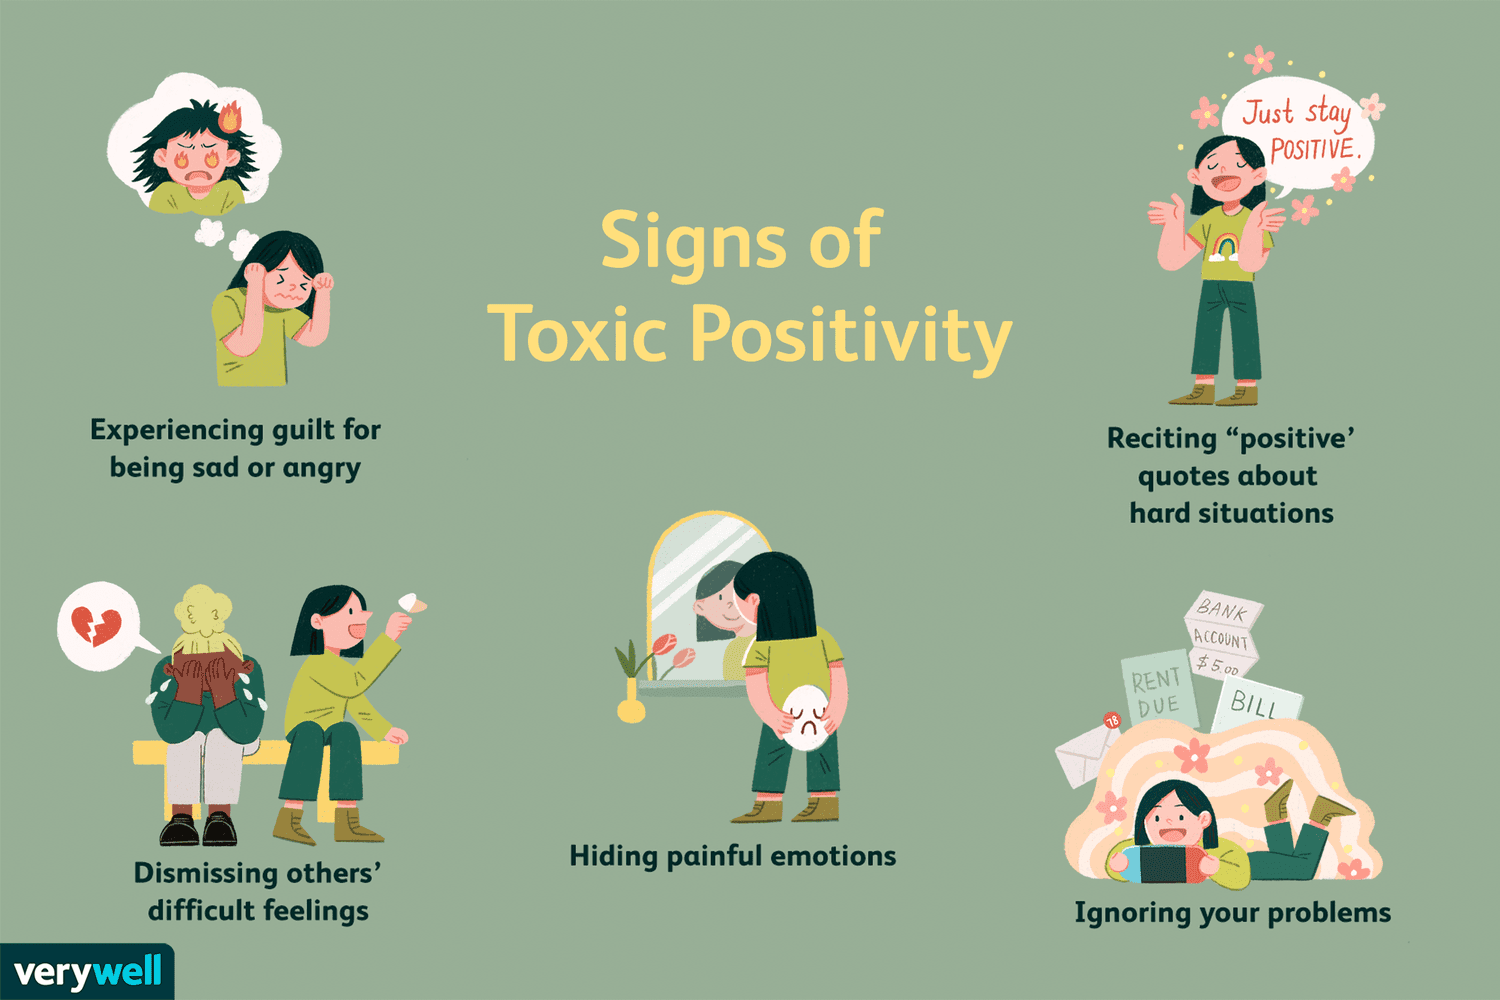 Signs of
Toxic Positivity
Experiencing guilt for
being sad or angry
Just stay
POSITIVE.
Reciting “positive’
quotes about
hard situations
Dismissing others’
difficult feelings
Hiding painful emotions
BANK
ACCOUNT
$5.00
RENT
DUE
BILL
78
Ignoring your problems
verywell